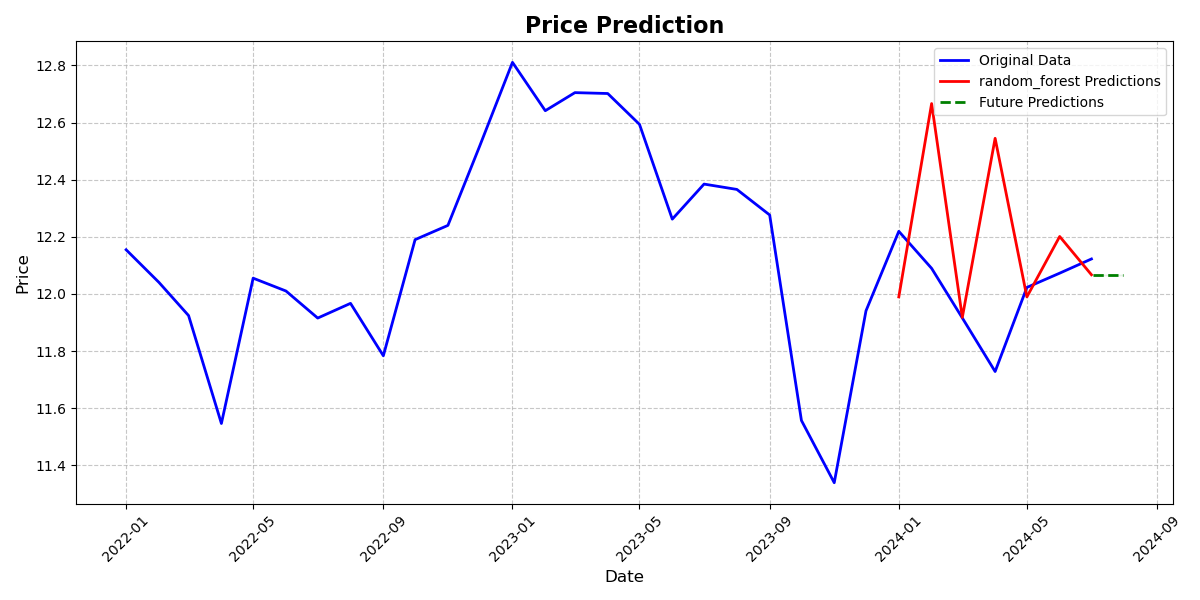 Price Prediction
Original Data
random_forest Predictions
Future Predictions
Price
12.8
12.6
12.4
12.2
12.0
11.8
11.6
11.4
2022-01
2022-05
2022-09
2023-01
2023-05
2023-09
2024-01
2024-05
2024-09
Date